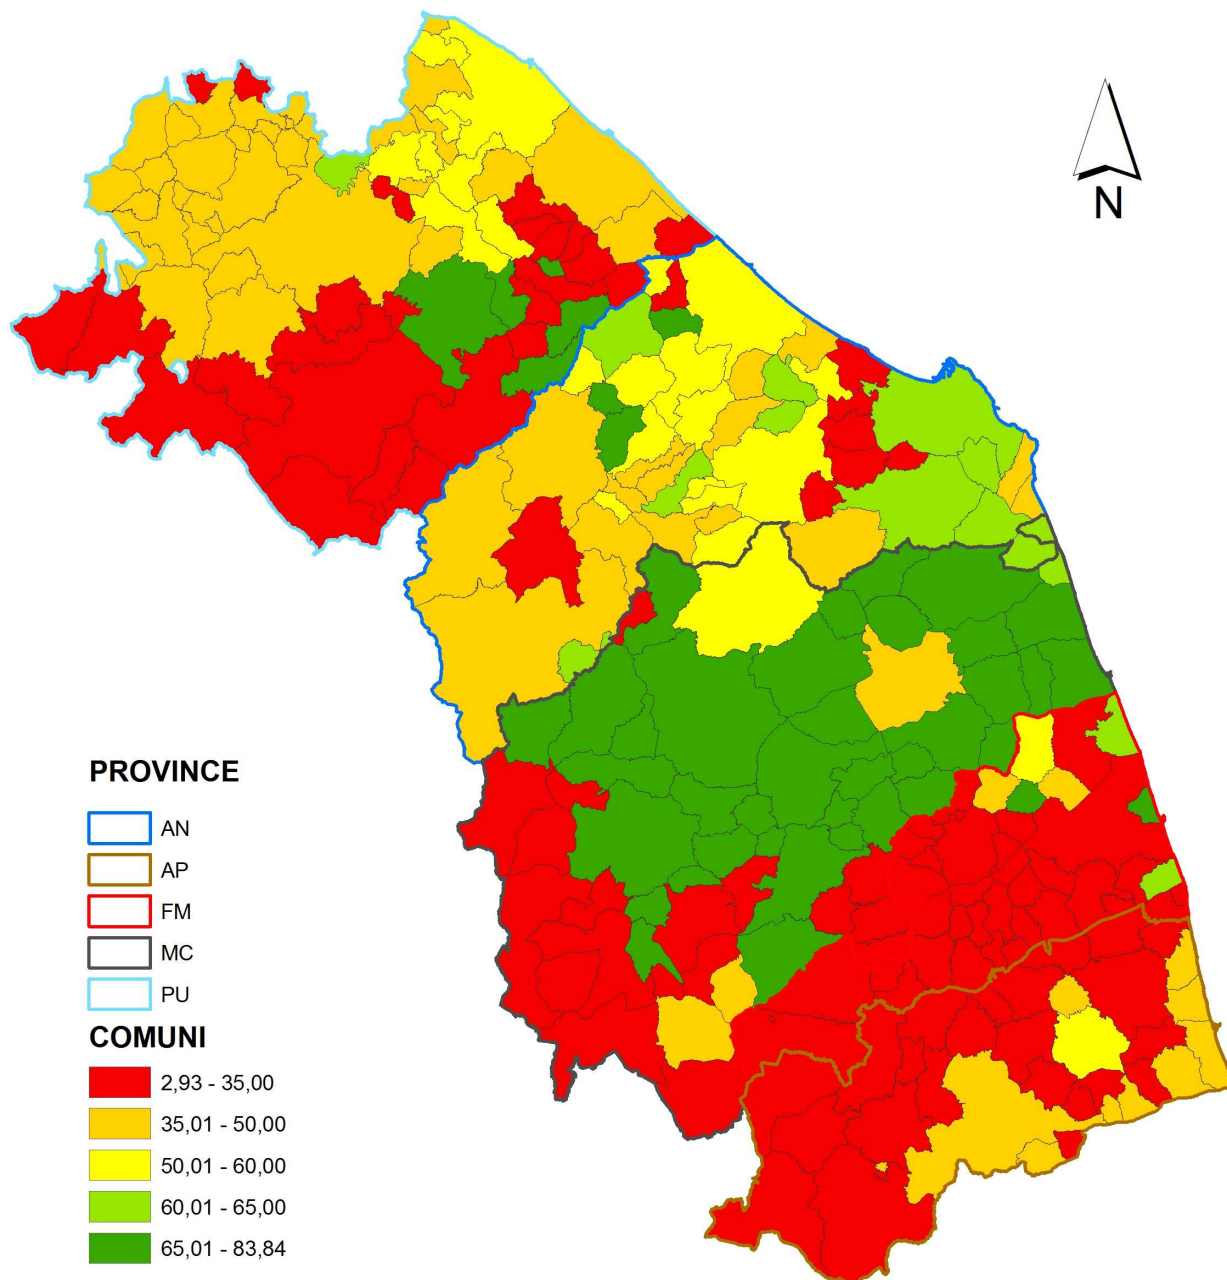 N
PROVINCE
AN
AP
FM
MC
PU
COMUNI
2,93 - 35,00
35,01 - 50,00
50,01 - 60,00
60,01 - 65,00
65,01 - 83,84